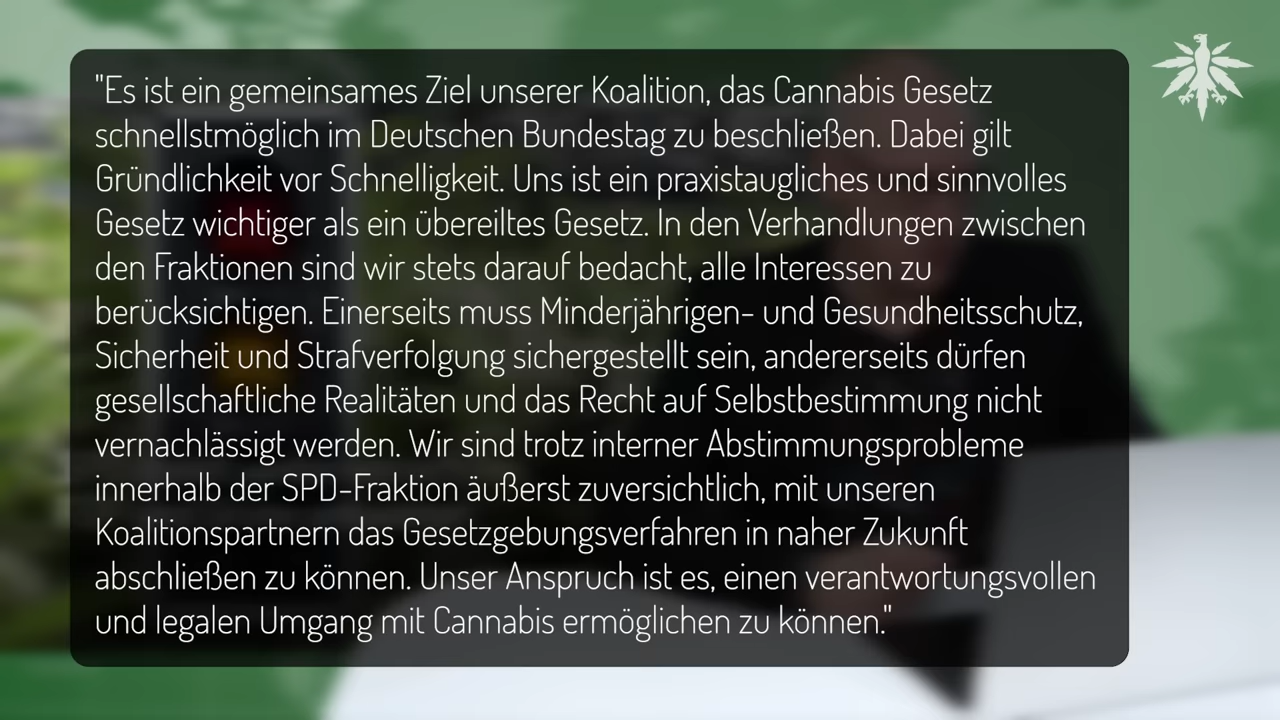 "Es ist ein gemeinsames Ziel unserer Koalition, das Cannabis Gesetz
schnellstmöglich im Deutschen Bundestag zu beschließen. Dabei gilt
Gründlichkeit vor Schnelligkeit. Uns ist ein praxistaugliches und sinnvolles
Gesetz wichtiger als ein übereiltes Gesetz. In den Verhandlungen zwischen
den Fraktionen sind wir stets darauf bedacht, alle Interessen zu
berücksichtigen. Einerseits muss Minderjährigen- und Gesundheitsschutz,
Sicherheit und Strafverfolgung sichergestellt sein, andererseits dürfen
gesellschaftliche Realitäten und das Recht auf Selbstbestimmung nicht
vernachlässigt werden. Wir sind trotz interner Abstimmungsprobleme
innerhalb der SPD-Fraktion äußerst zuversichtlich, mit unseren
Koalitionspartnern das Gesetzgebungsverfahren in naher Zukunft
abschließen zu können. Unser Anspruch ist es, einen verantwortungsvollen
und legalen Umgang mit Cannabis ermöglichen zu können."